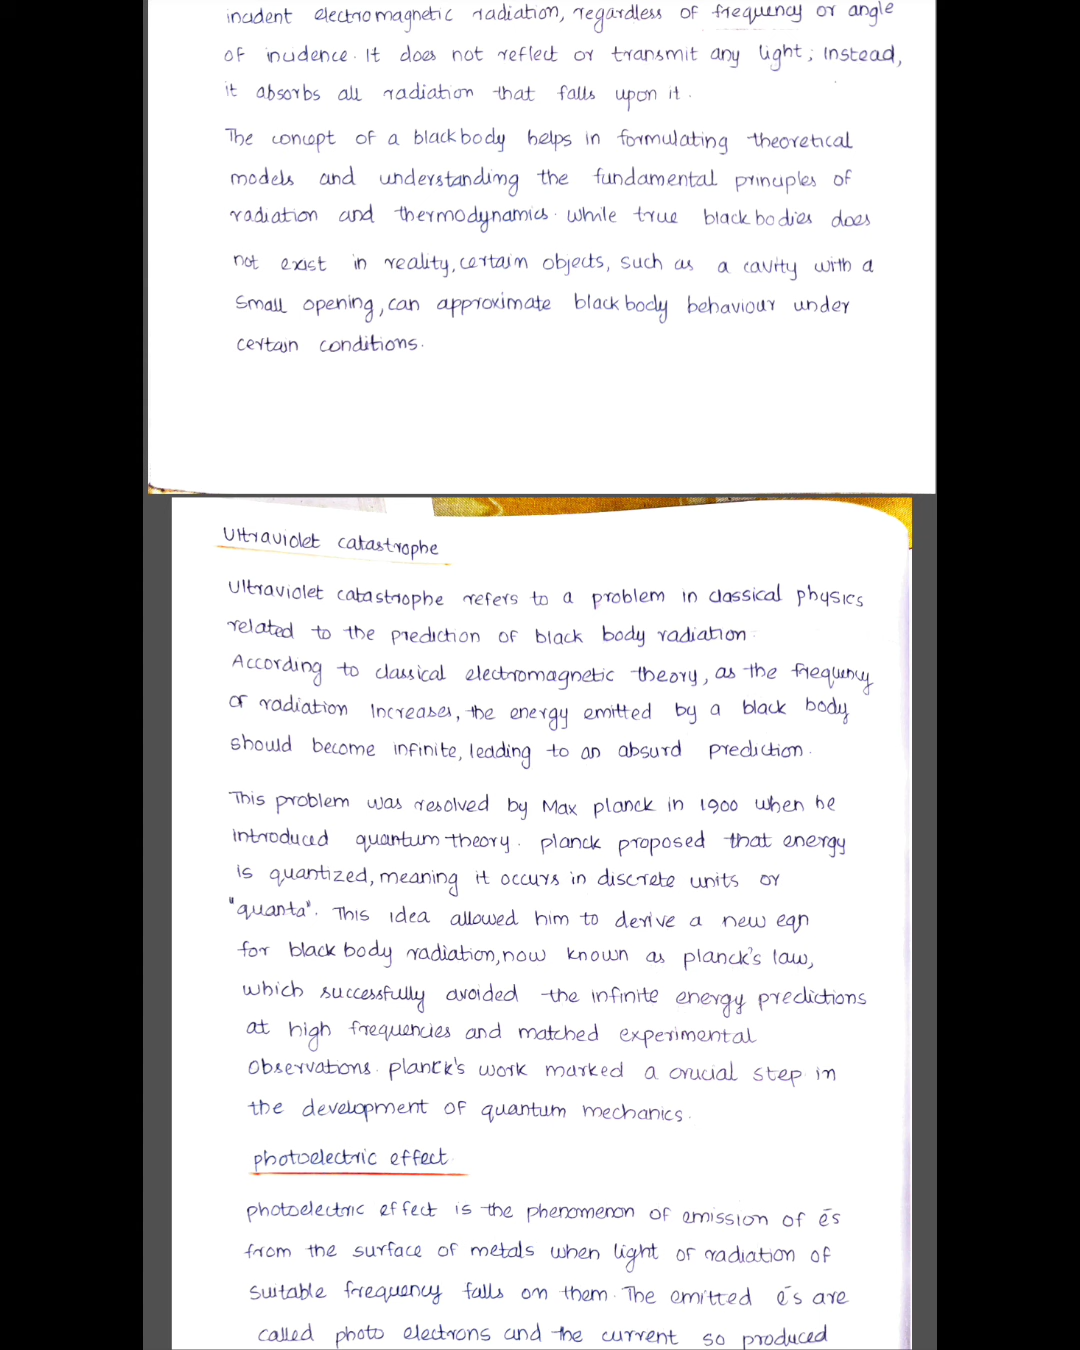 incident electromagnetic radiation, regardless of frequency or angle
of incidence. It does not reflect or transmit any light; Instead,
it absorbs all radiation that falls upon it.
The concept of a blackbody helps in formulating theoretical
models and understanding the fundamental principles of
radiation and thermodynamics. While true black bodies does
not exist in reality, certain objects, such as a cavity with a
small opening, can approximate black body behaviour under
certain conditions.
Ultraviolet catastrophe
Ultraviolet catastrophe refers to a problem in classical physics
related to the prediction of black body radiation.
According to classical electromagnetic theory, as the frequency
of radiation Increases, the energy emitted by a black body
should become infinite, leading to an absurd prediction.
This problem was resolved by Max planck in 1900 when he
introduced quantum theory. planck proposed that energy
is quantized, meaning it occurs in discrete units or
"quanta". This idea allowed him to derive a new eqn
for black body radiation, now known as planck's law,
which successfully avoided the infinite energy predictions
at high frequencies and matched experimental
Observations. planck's work marked a crucial step in
the development of quantum mechanics.
photoelectric effect
photoelectric effect is the phenomenon of emission of ēs
from the surface of metals when light or radiation of
suitable frequency falls on them. The emitted ēs are
called photo electrons and the current so produced